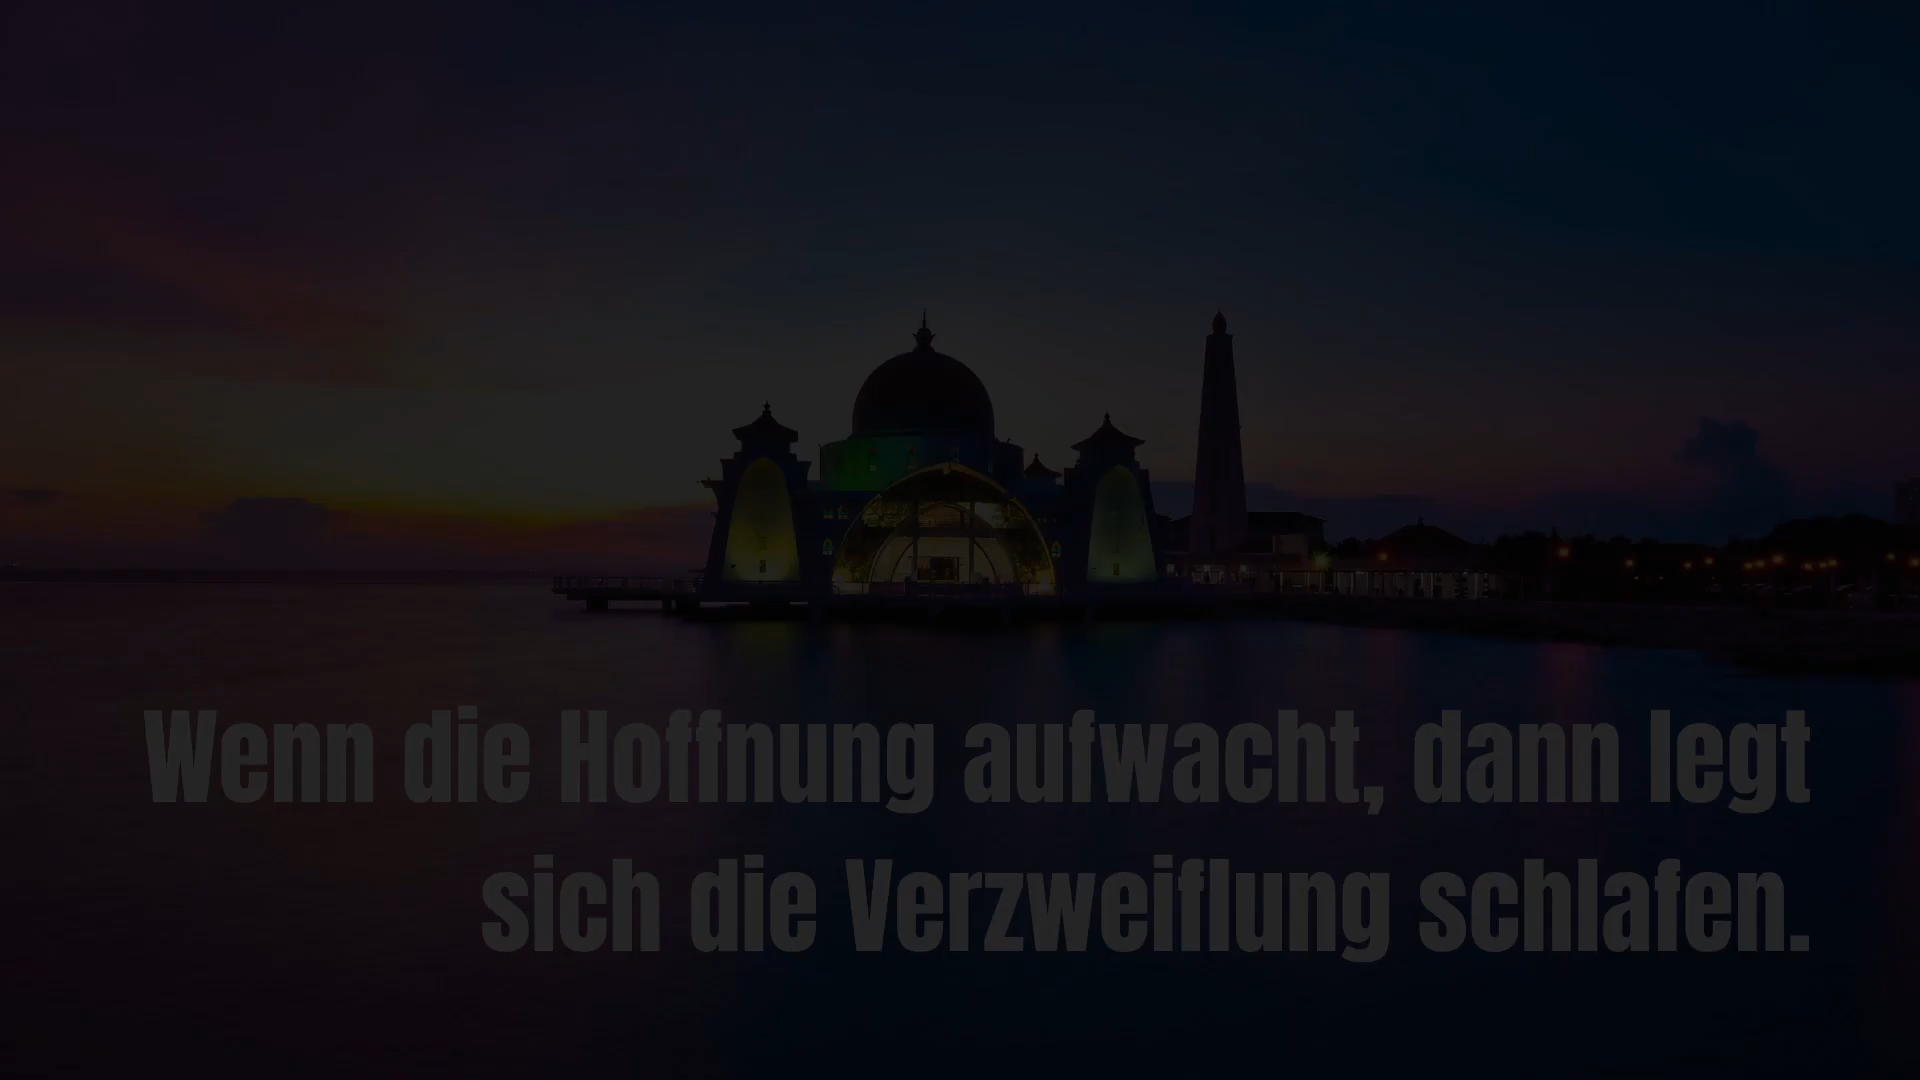 Wenn die Hoffnung aufwacht, dann legt
sich die Verzweiflung schlafen.